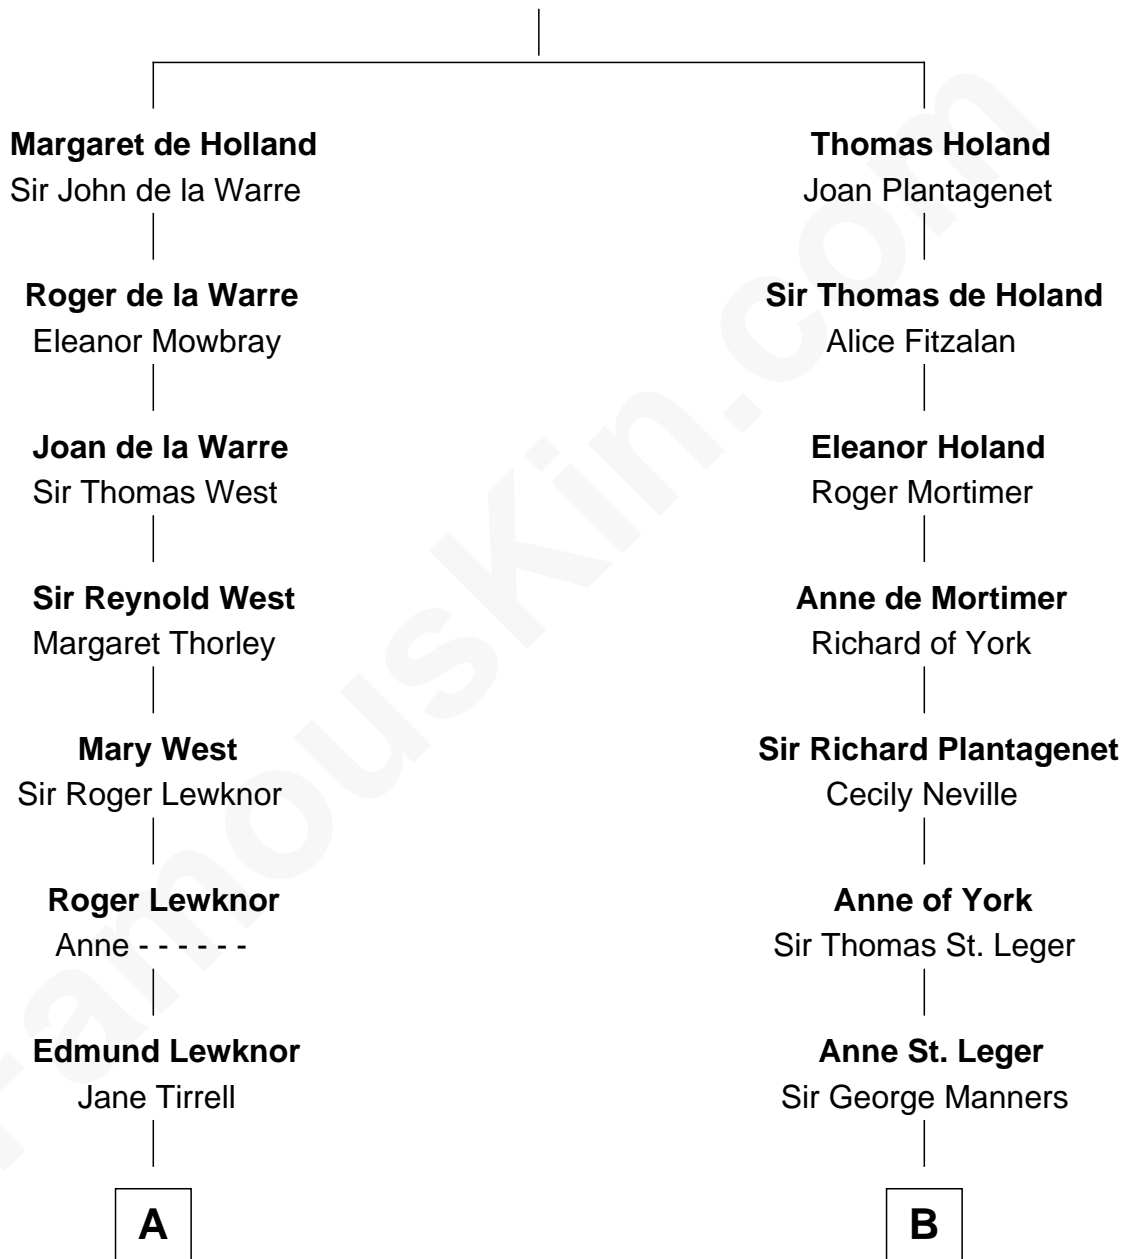 Margaret de Holland
Sir John de la Warre
Roger de la Warre
Eleanor Mowbray
Joan de la Warre
Sir Thomas West
Sir Reynold West
Margaret Thorley
Mary West
Sir Roger Lewknor
Roger Lewknor
Anne - - - - - -
Edmund Lewknor
Jane Tirrell
A
Thomas Holand
Joan Plantagenet
Sir Thomas de Holand
Alice Fitzalan
Eleanor Holand
Roger Mortimer
Anne de Mortimer
Richard of York
Sir Richard Plantagenet
Cecily Neville
Anne of York
Sir Thomas St. Leger
Anne St. Leger
Sir George Manners
B
FamousKin.com